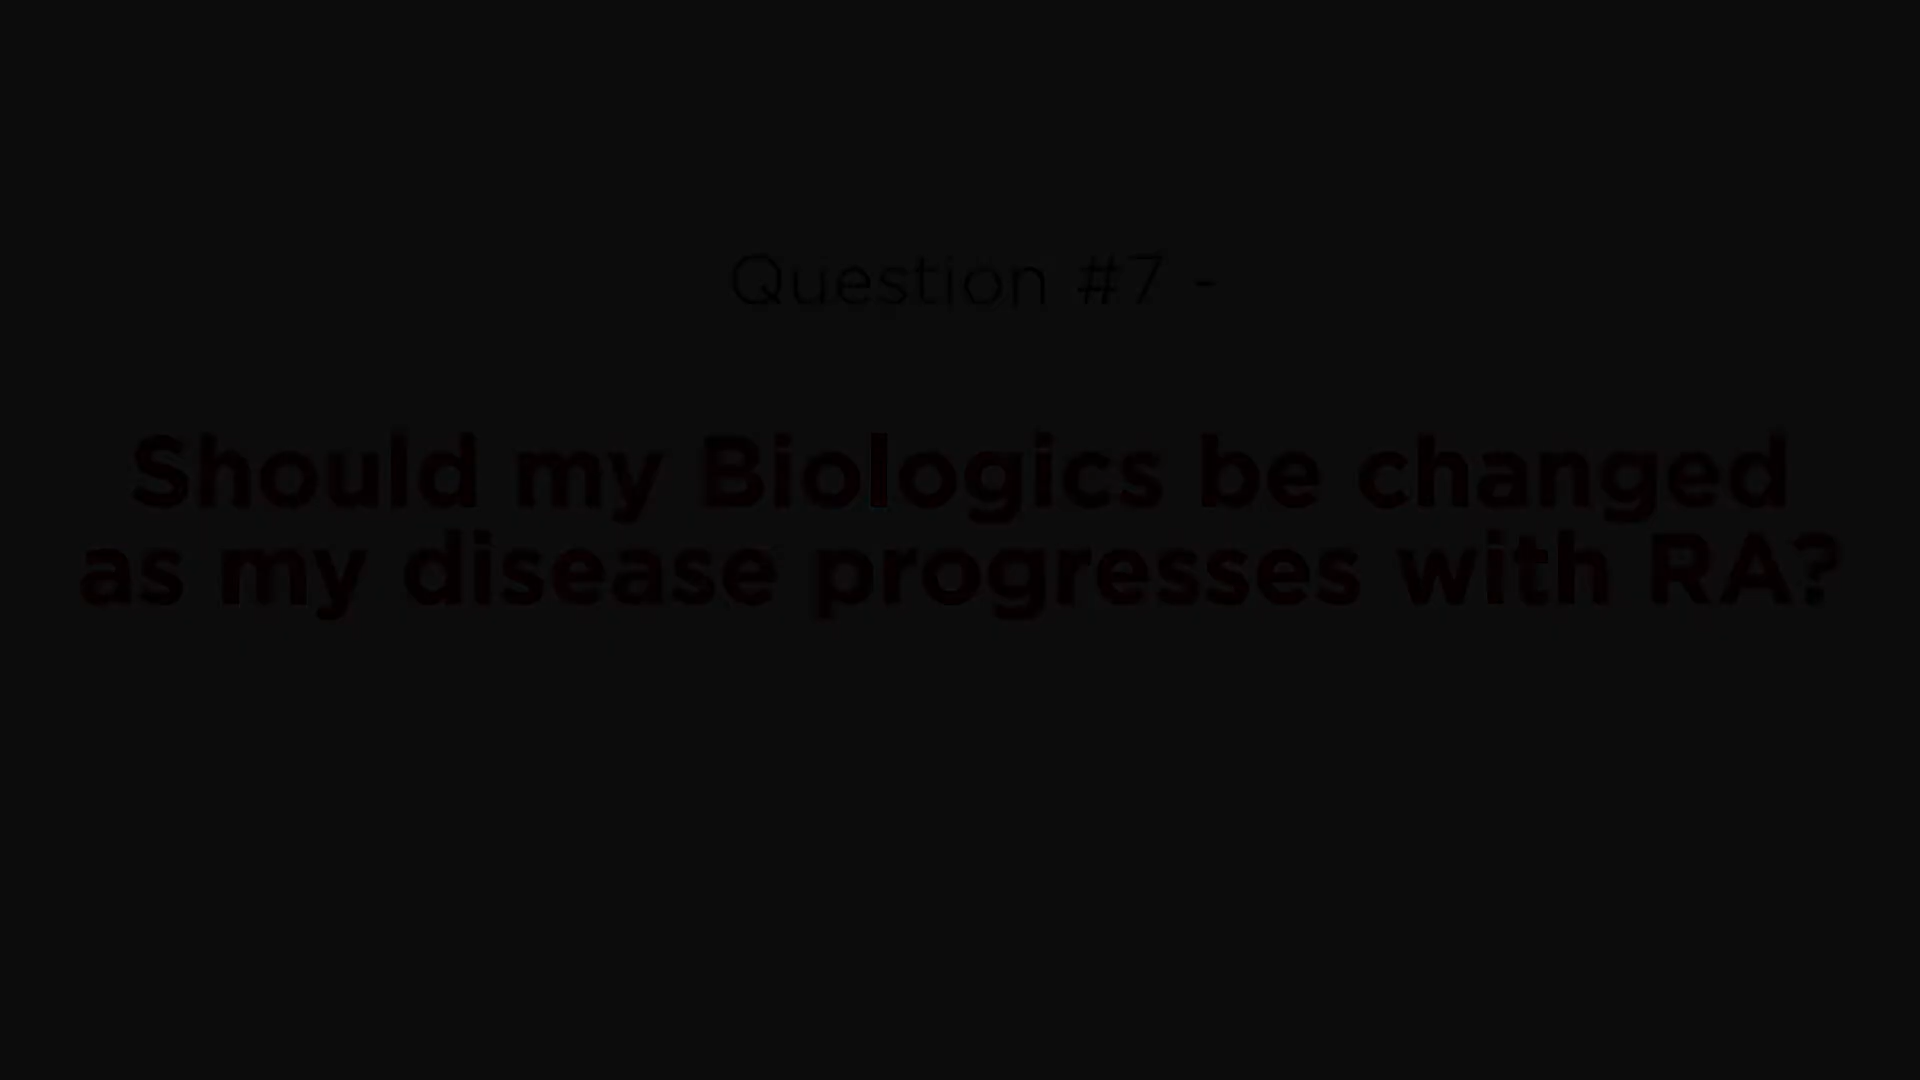 Question #7 -
Should my Biologics be changed
as my disease progresses with RA?